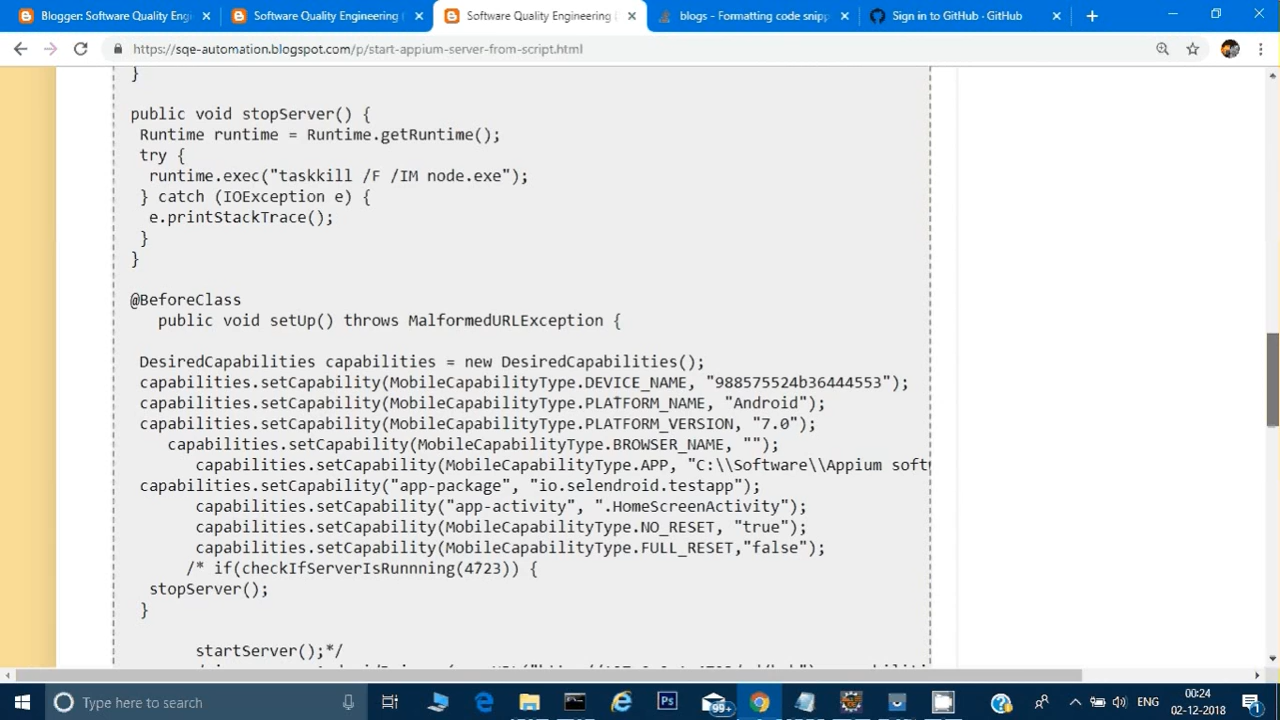 Blogger: Software Quality Eng
Software Quality Engineering
Software Quality Engineering
blogs - Formatting code snipp
Sign in to GitHub · GitHub
https://sqe-automation.blogspot.com/p/start-appium-server-from-script.html
}
public void stopServer() {
Runtime runtime = Runtime.getRuntime();
try {
runtime.exec("taskkill /F /IM node.exe");
} catch (IOException e) {
e.printStackTrace();
}
}
@BeforeClass
public void setUp() throws MalformedURLException {
DesiredCapabilities capabilities = new DesiredCapabilities();
capabilities.setCapability(MobileCapabilityType.DEVICE_NAME, "988575524b36444553");
capabilities.setCapability(MobileCapabilityType.PLATFORM_NAME, "Android");
capabilities.setCapability(MobileCapabilityType.PLATFORM_VERSION, "7.0");
capabilities.setCapability(MobileCapabilityType.BROWSER_NAME, "");
capabilities.setCapability(MobileCapabilityType.APP, "C:\\Software\\Appium soft
capabilities.setCapability("app-package", "io.selendroid.testapp");
capabilities.setCapability("app-activity", ".HomeScreenActivity");
capabilities.setCapability(MobileCapabilityType.NO_RESET, "true");
capabilities.setCapability(MobileCapabilityType.FULL_RESET,"false");
/* if(checkIfServerIsRunnning(4723)) {
stopServer();
}
startServer();*/
Type here to search
99+
ENG
00:24
02-12-2018
1